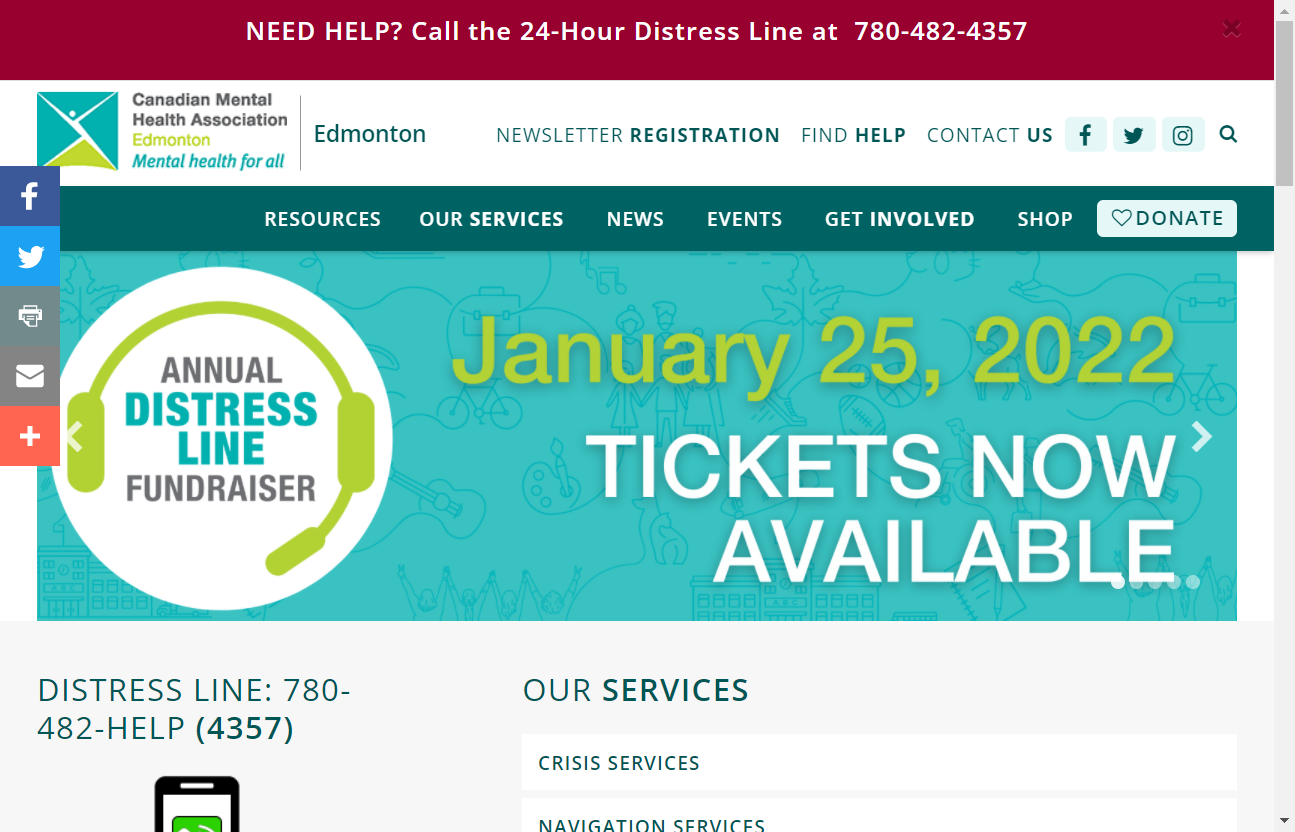 NEED HELP? Call the 24-Hour Distress Line at 780-482-4357
Canadian Mental
Health Association
Edmonton
Mental health for all
Edmonton
NEWSLETTER REGISTRATION FIND HELP CONTACT US
RESOURCES OUR SERVICES NEWS EVENTS GET INVOLVED SHOP DONATE
ANNUAL
DISTRESS
LINE
FUNDRAISER
January 25, 2022
TICKETS NOW
AVAILABLE
DISTRESS LINE: 780-
482-HELP (4357)
OUR SERVICES
CRISIS SERVICES
NAVIGATION SERVICES